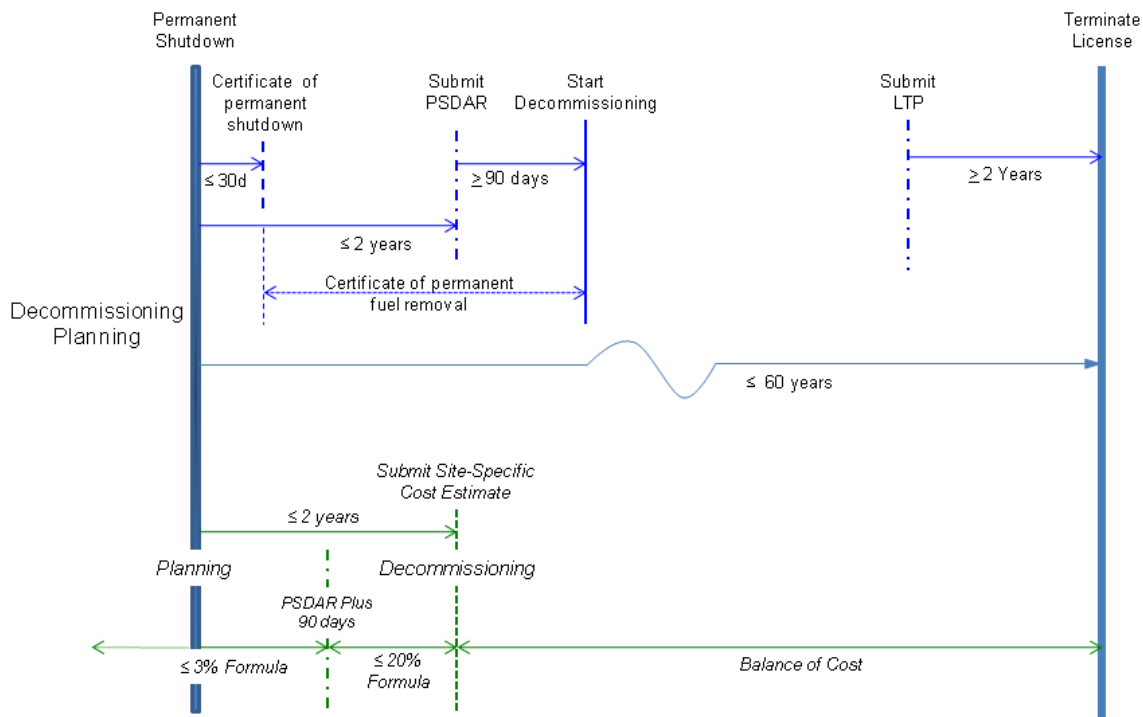 Permanent
Shutdown
Terminate
License
Certificate of
permanent
shutdown
Submit
PSDAR
Start
Decommissioning
Submit
LTP
≤ 30d
≥ 90 days
≥ 2 Years
≤ 2 years
Certificate of permanent
fuel removal
Decommissioning
Planning
≤ 60 years
Submit Site-Specific
Cost Estimate
≤ 2 years
Planning
Decommissioning
PSDAR Plus
90 days
≤ 3% Formula
≤ 20%
Formula
Balance of Cost